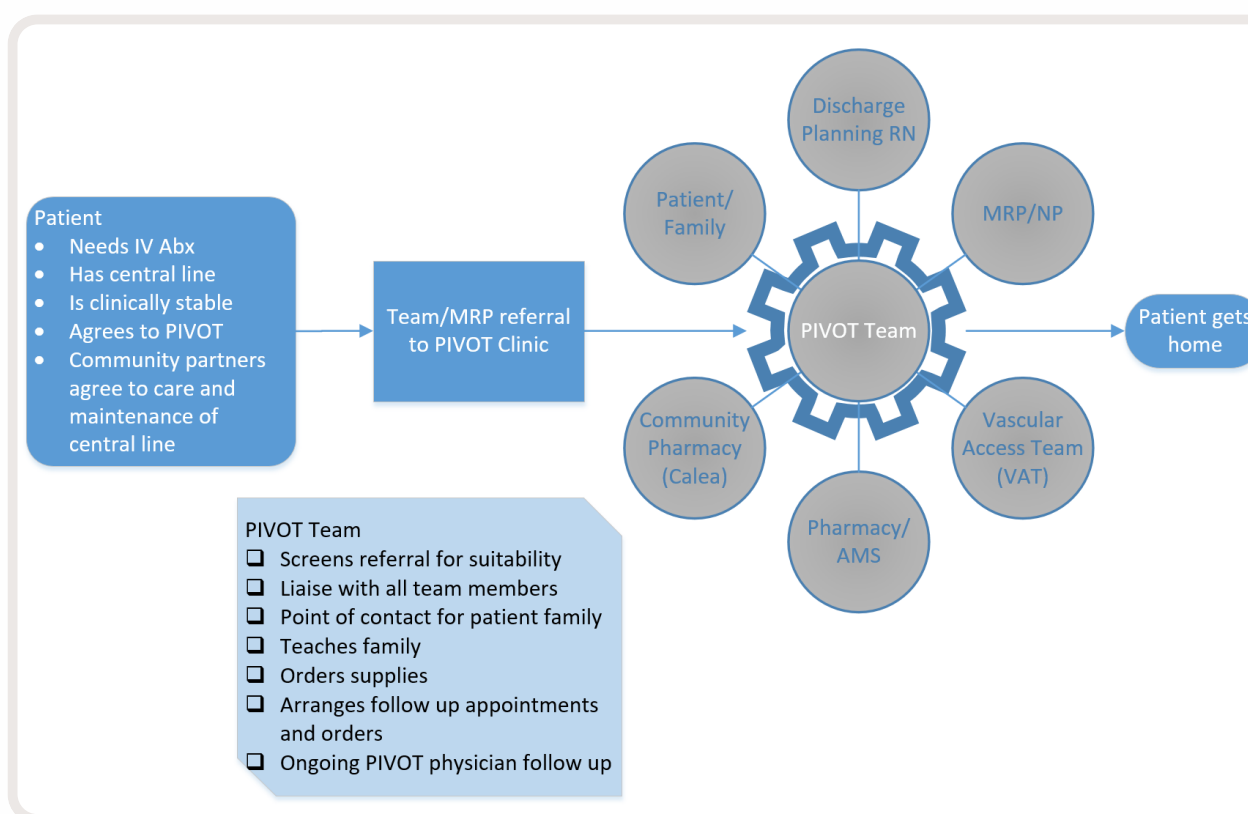 Patient
• Needs IV Abx
• Has central line
• Is clinically stable
• Agrees to PIVOT
• Community partners
agree to care and
maintenance of
central line
Team/MRP referral
to PIVOT Clinic
Discharge
Planning RN
Patient/
Family
MRP/NP
PIVOT Team
Community
Pharmacy
(Calea)
Vascular
Access Team
(VAT)
Pharmacy/
AMS
Patient gets
home
PIVOT Team
❑ Screens referral for suitability
❑ Liaise with all team members
❑ Point of contact for patient family
❑ Teaches family
❑ Orders supplies
❑ Arranges follow up appointments
and orders
❑ Ongoing PIVOT physician follow up